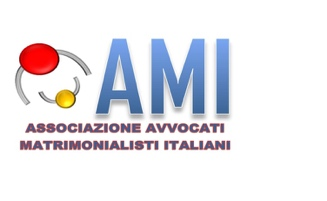 AMI
ASSOCIAZIONE AVVOCATI
MATRIMONIALISTI ITALIANI